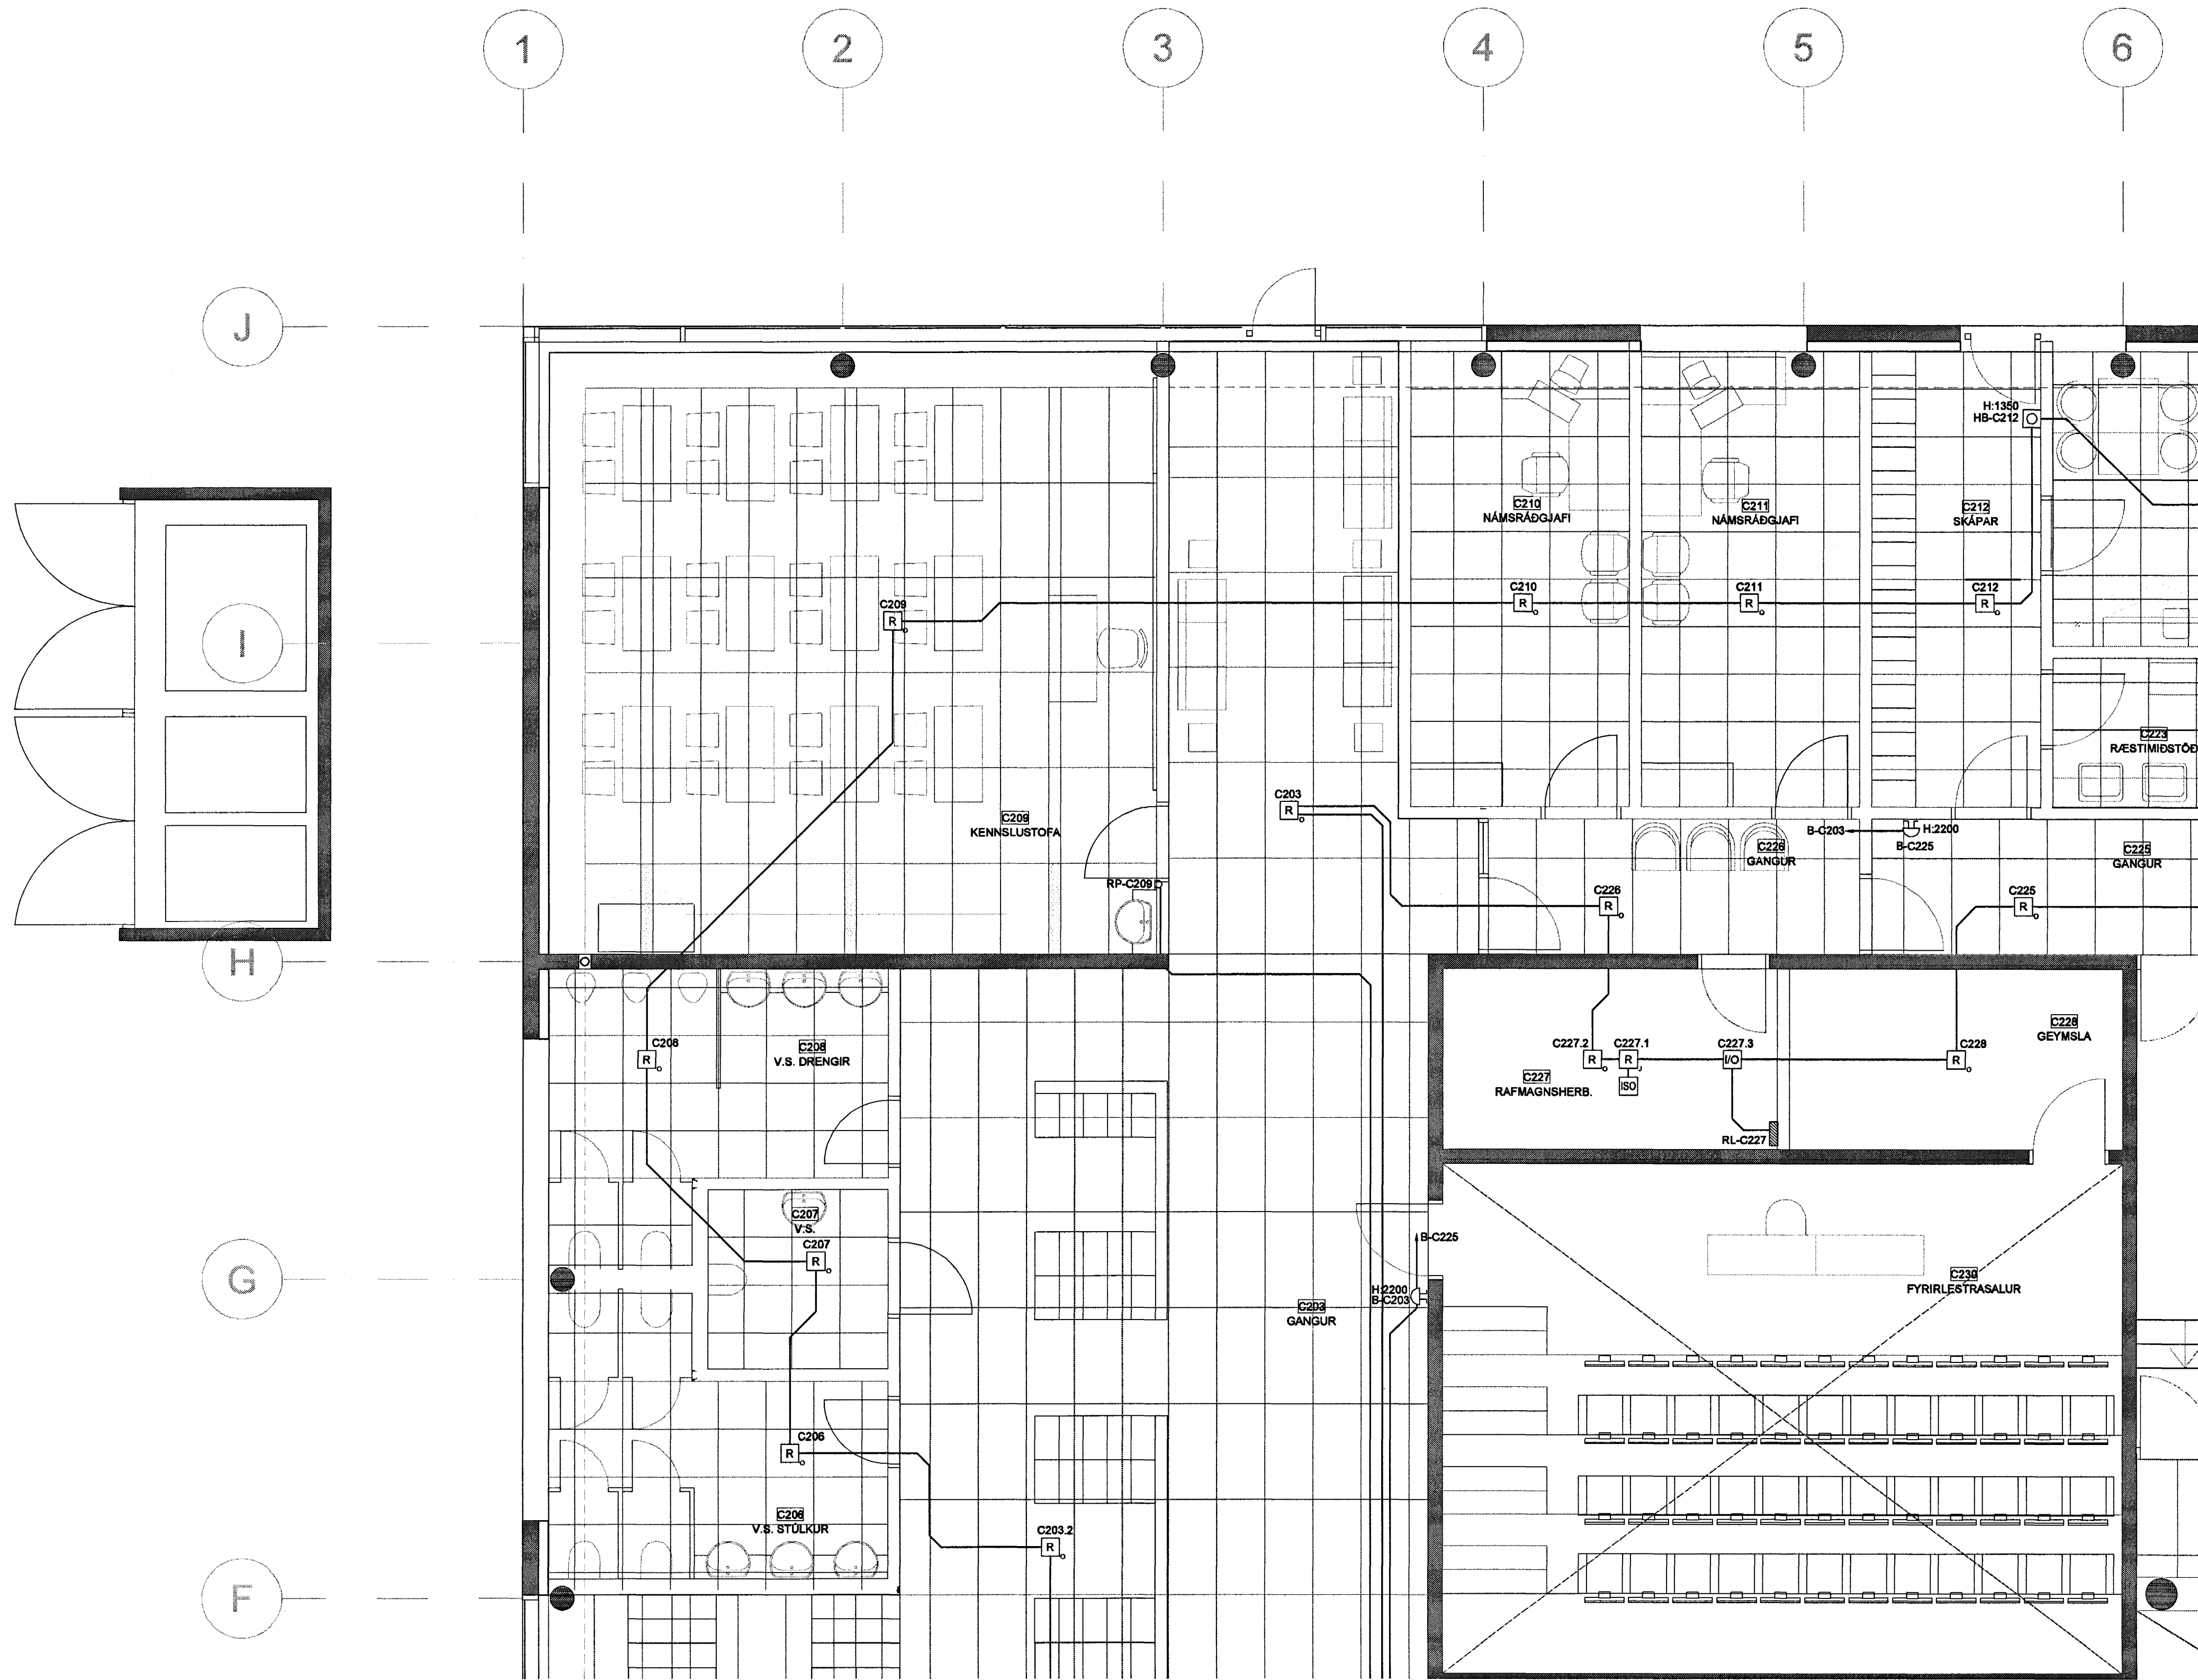 1
2
3
4
5
6
J
H:1350
HB-C212
C210
NÁMSRÁÐGJAFI
C211
NÁMSRÁÐGJAFI
C212
SKÁPAR
C209
R
C210
R
C211
R
C212
R
I
C223
RÆSTIMIÐSTÖÐ
C203
R
C209
KENNSLUSTOFA
B-C203
H:2200
B-C225
C226
GANGUR
C225
GANGUR
RP-C209
C226
R
C225
R
H
C208
R
C208
V.S. DRENGIR
C228
GEYMSLA
C227.2
R
C227.1
R
ISO
C227.3
I/O
C228
R
C227
RAFMAGNSHERB.
RL-C227
C207
V.S.
C207
R
B-C225
G
H:2200
B-C203
C203
GANGUR
C230
FYRIRLESTRASALUR
C206
R
C206
V.S. STÚLKUR
C203.2
R
F